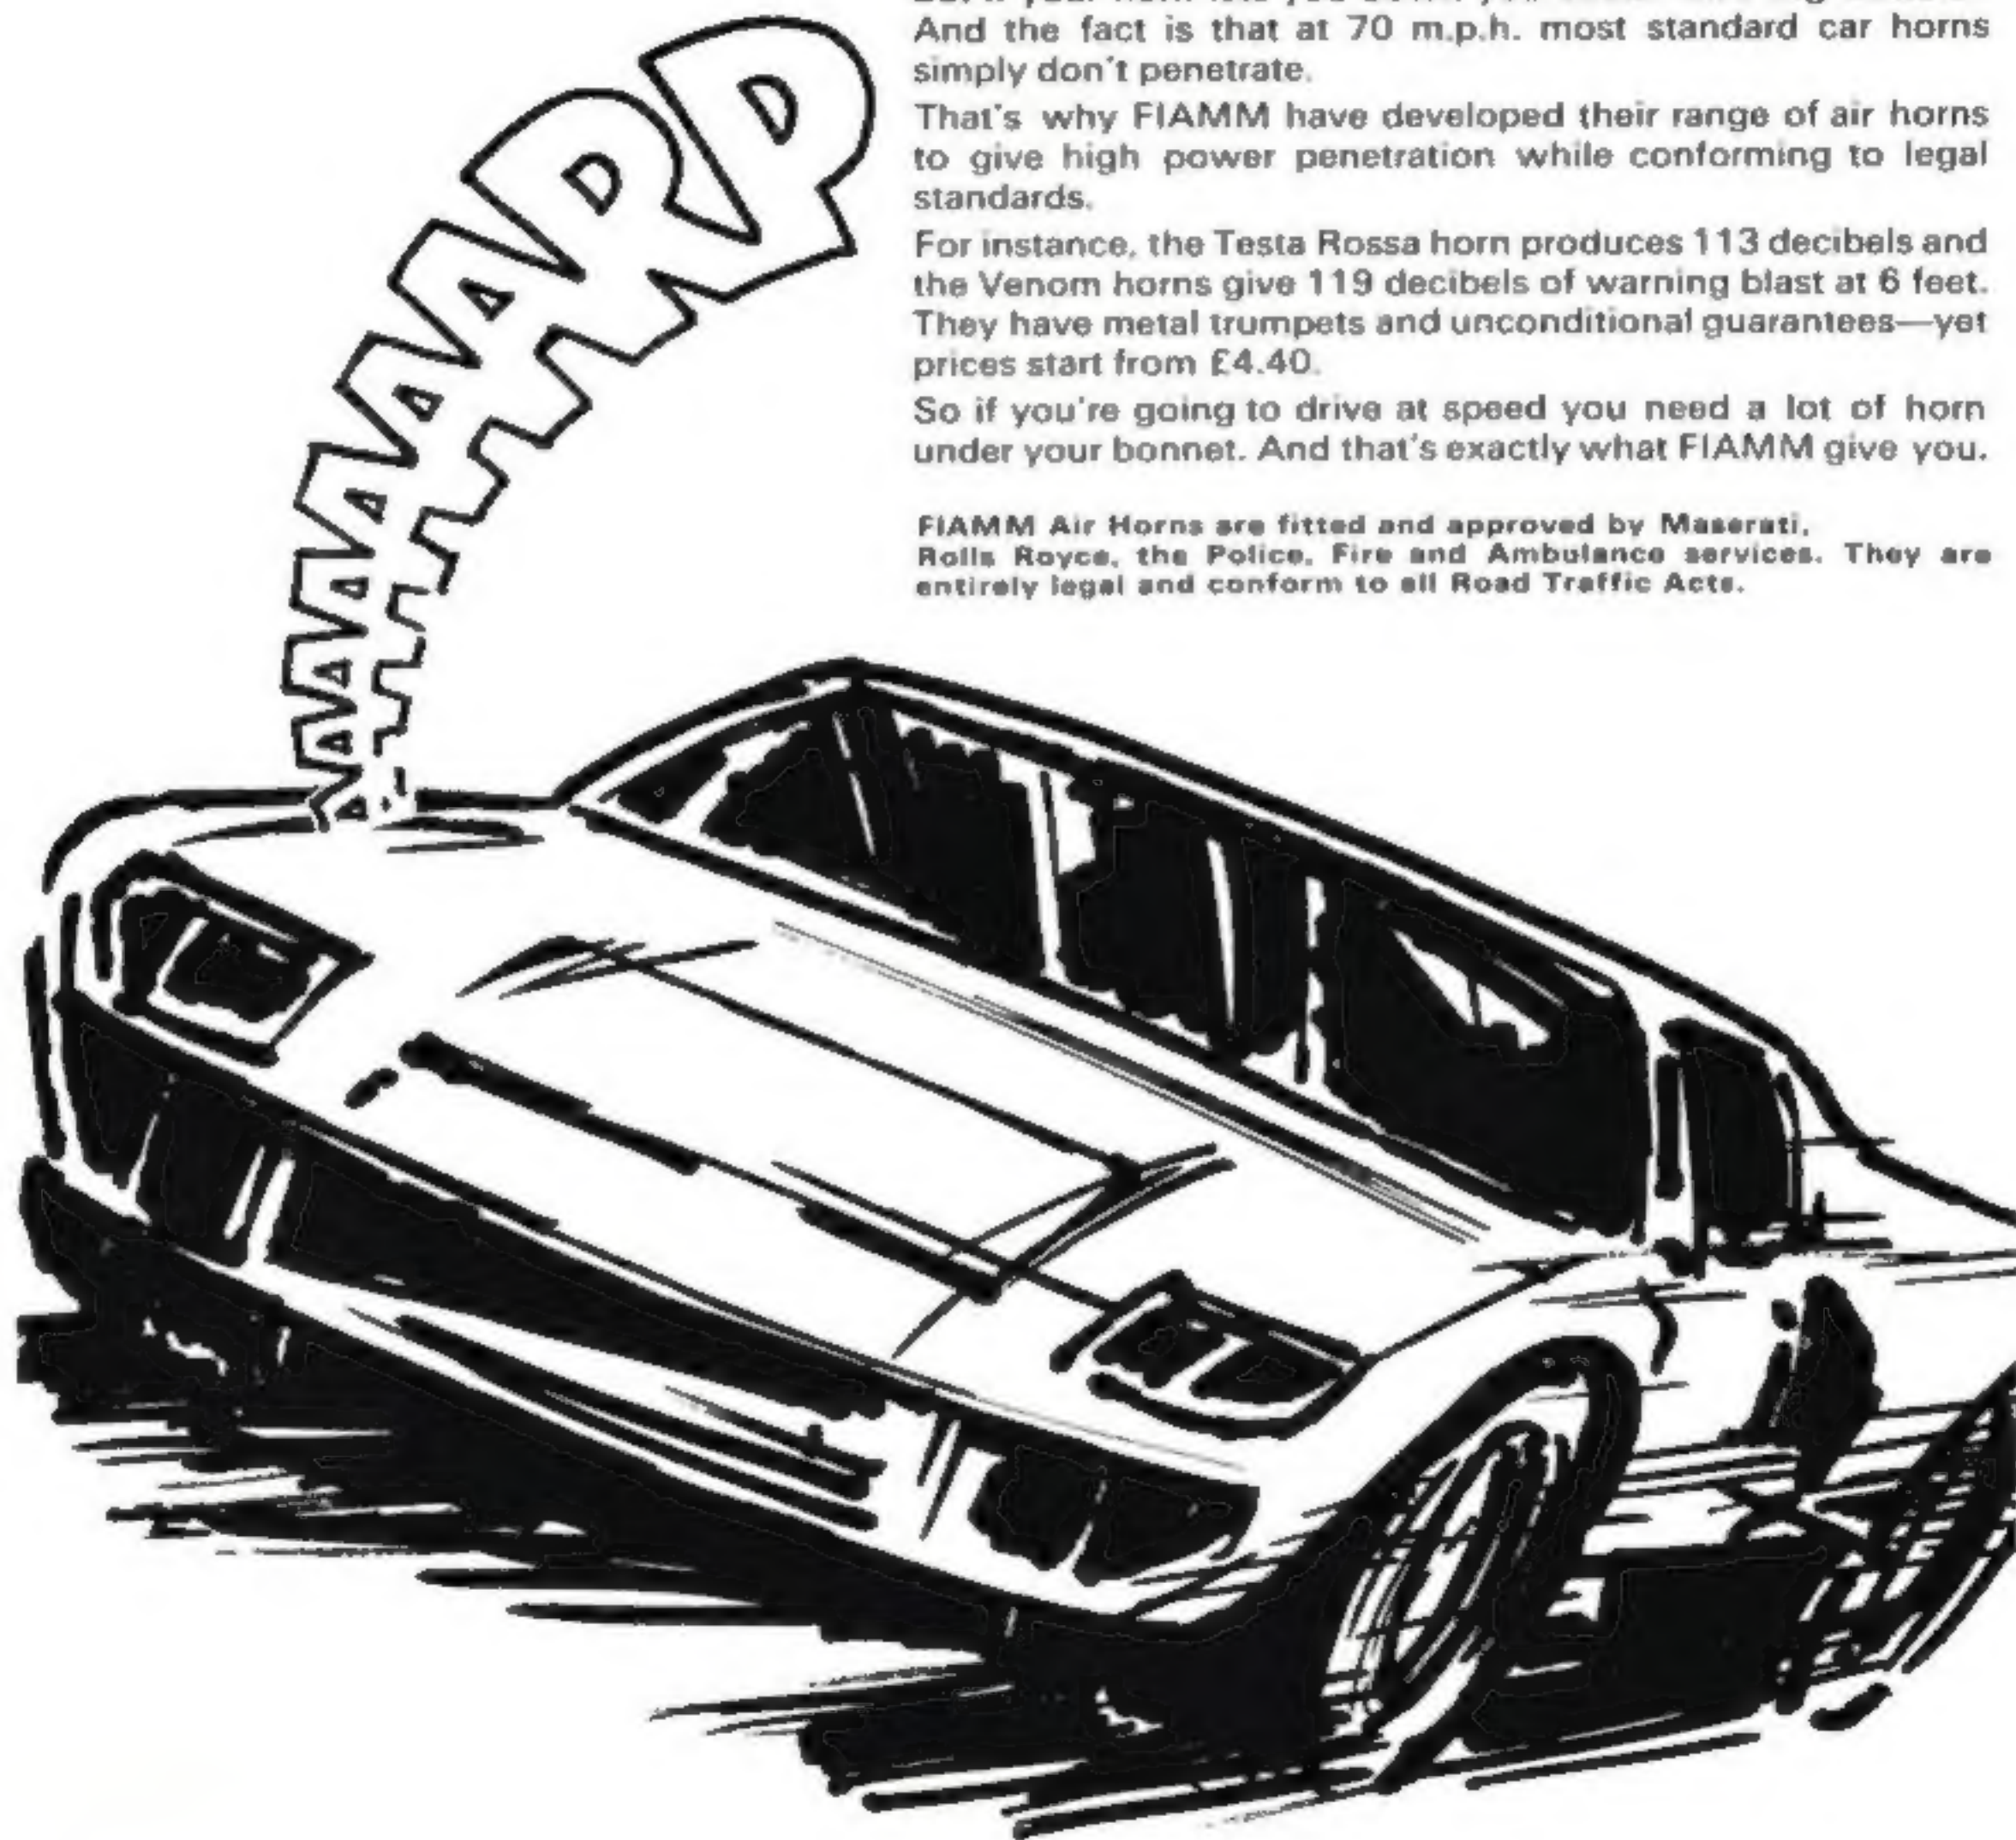 And the fact is that at 70 m.p.h. most standard car horns
simply don't penetrate.
That's why FIAMM have developed their range of air horns
to give high power penetration while conforming to legal
standards.
For instance, the Testa Rossa horn produces 113 decibels and
the Venom horns give 119 decibels of warning blast at 6 feet.
They have metal trumpets and unconditional guarantees—yet
prices start from £4.40.
So if you're going to drive at speed you need a lot of horn
under your bonnet. And that's exactly what FIAMM give you.
FIAMM Air Horns are fitted and approved by Maserati,
Rolls Royce, the Police, Fire and Ambulance services. They are
entirely legal and conform to all Road Traffic Acts.
AAAAAAAARP